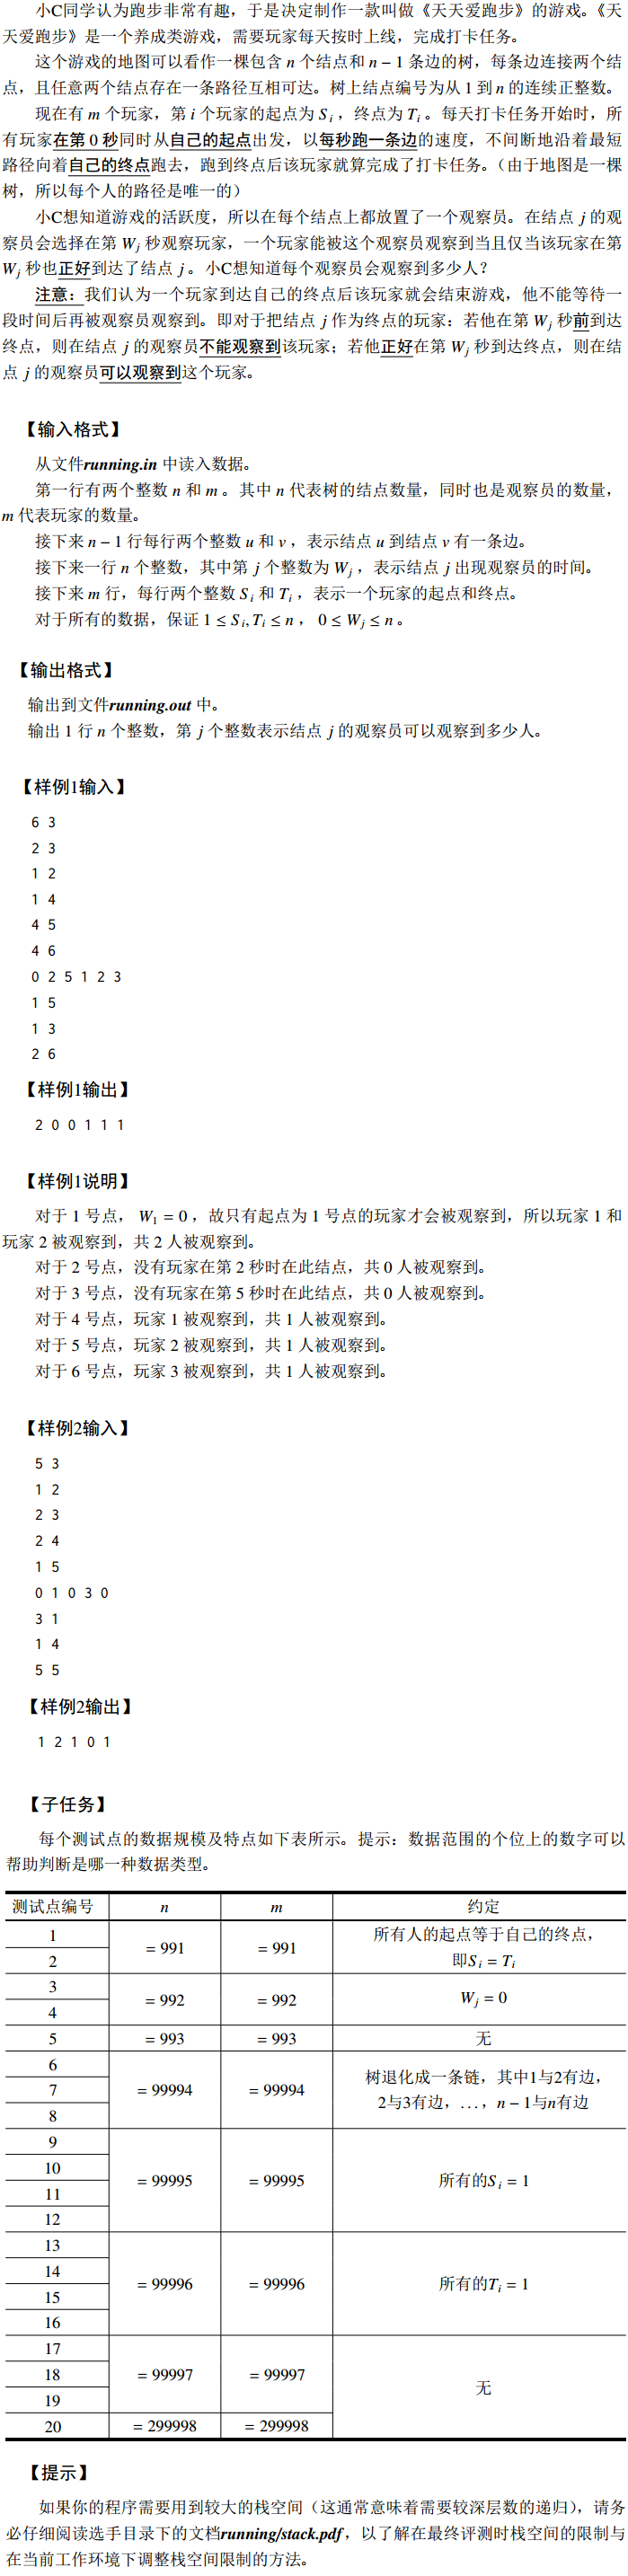 小C同学认为跑步非常有趣，于是决定制作一款叫做《天天爱跑步》的游戏。《天
天爱跑步》是一个养成类游戏，需要玩家每天按时上线，完成打卡任务。
这个游戏的地图可以看作一棵包含 n 个结点和 n − 1 条边的树，每条边连接两个结
点，且任意两个结点存在一条路径互相可达。树上结点编号为从 1 到 n 的连续正整数。
现在有 m 个玩家，第 i 个玩家的起点为 S_i ，终点为 T_i 。每天打卡任务开始时，所
有玩家在第 0 秒同时从自己的起点出发，以每秒跑一条边的速度，不间断地沿着最短
路径向着自己的终点跑去，跑到终点后该玩家就算完成了打卡任务。（由于地图是一棵
树，所以每个人的路径是唯一的）
小C想知道游戏的活跃度，所以在每个结点上都放置了一个观察员。在结点 j 的观
察员会选择在第 W_j 秒观察玩家，一个玩家能被这个观察员观察到当且仅当该玩家在第
W_j 秒也正好到达了结点 j 。小C想知道每个观察员会观察到多少人？
注意：我们认为一个玩家到达自己的终点后该玩家就会结束游戏，他不能等待一
段时间后再被观察员观察到。即对于把结点 j 作为终点的玩家：若他在第 W_j 秒前到达
终点，则在结点 j 的观察员不能观察到该玩家；若他正好在第 W_j 秒到达终点，则在结
点 j 的观察员可以观察到这个玩家。
【输入格式】
从文件running.in 中读入数据。
第一行有两个整数 n 和 m 。其中 n 代表树的结点数量，同时也是观察员的数量，
m 代表玩家的数量。
接下来 n − 1 行每行两个整数 u 和 v ，表示结点 u 到结点 v 有一条边。
接下来一行 n 个整数，其中第 j 个整数为 W_j ，表示结点 j 出现观察员的时间。
接下来 m 行，每行两个整数 S_i 和 T_i ，表示一个玩家的起点和终点。
对于所有的数据，保证 1 ≤ S_i, T_i ≤ n ， 0 ≤ W_j ≤ n 。
【输出格式】
输出到文件running.out 中。
输出 1 行 n 个整数，第 j 个整数表示结点 j 的观察员可以观察到多少人。
【样例1输入】
6 3
2 3
1 2
1 4
4 5
4 6
0 2 5 1 2 3
1 5
1 3
2 6
【样例1输出】
2 0 0 1 1 1
【样例1说明】
对于 1 号点， W_1 = 0 ，故只有起点为 1 号点的玩家才会被观察到，所以玩家 1 和
玩家 2 被观察到，共 2 人被观察到。
对于 2 号点，没有玩家在第 2 秒时在此结点，共 0 人被观察到。
对于 3 号点，没有玩家在第 5 秒时在此结点，共 0 人被观察到。
对于 4 号点，玩家 1 被观察到，共 1 人被观察到。
对于 5 号点，玩家 2 被观察到，共 1 人被观察到。
对于 6 号点，玩家 3 被观察到，共 1 人被观察到。
【样例2输入】
5 3
1 2
2 3
2 4
1 5
0 1 0 3 0
3 1
1 4
5 5
【样例2输出】
1 2 1 0 1
【子任务】
每个测试点的数据规模及特点如下表所示。提示：数据范围的个位上的数字可以
帮助判断是哪一种数据类型。
测试点编号 n m 约定
1
2
= 991 = 991 所有人的起点等于自己的终点，
即S_i = T_i
3
4
= 992 = 992 W_j = 0
5 = 993 = 993 无
6
7
8
= 99994 = 99994 树退化成一条链，其中1与2有边，
2与3有边，…，n − 1与n有边
9
10
11
12
= 99995 = 99995 所有的S_i = 1
13
14
15
16
= 99996 = 99996 所有的T_i = 1
17
18
19
= 99997 = 99997 无
20 = 299998 = 299998
【提示】
如果你的程序需要用到较大的栈空间（这通常意味着需要较深层数的递归），请务
必仔细阅读选手目录下的文档running/stack.pdf，以了解在最终评测时栈空间的限制与
在当前工作环境下调整栈空间限制的方法。